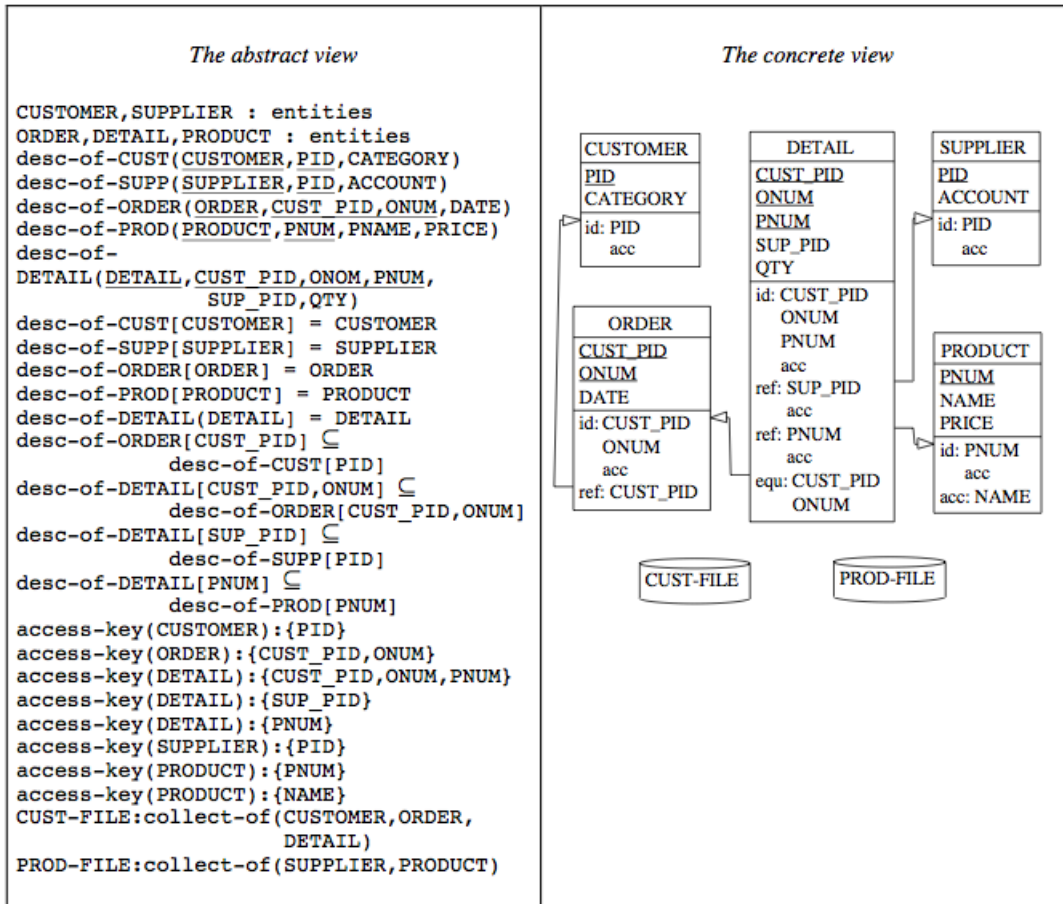 The abstract view
CUSTOMER,SUPPLIER : entities
ORDER,DETAIL,PRODUCT : entities
desc-of-CUST(CUSTOMER,PID,CATEGORY)
desc-of-SUPP(SUPPLIER,PID,ACCOUNT)
desc-of-ORDER(ORDER,CUST_PID,ONUM,DATE)
desc-of-PROD(PRODUCT,PNUM,PNAME,PRICE)
desc-of-
DETAIL(DETAIL,CUST_PID,ONOM,PNUM,
SUP_PID,QTY)
desc-of-CUST[CUSTOMER] = CUSTOMER
desc-of-SUPP[SUPPLIER] = SUPPLIER
desc-of-ORDER[ORDER] = ORDER
desc-of-PROD[PRODUCT] = PRODUCT
desc-of-DETAIL(DETAIL] = DETAIL
desc-of-ORDER[CUST_PID] ⊆
desc-of-CUST[PID]
desc-of-DETAIL[CUST_PID,ONUM] ⊆
desc-of-ORDER[CUST_PID,ONUM]
desc-of-DETAIL[SUP_PID] ⊆
desc-of-SUPP[PID]
desc-of-DETAIL[PNUM] ⊆
desc-of-PROD[PNUM]
access-key(CUSTOMER):{PID}
access-key(ORDER):{CUST_PID,ONUM}
access-key(DETAIL):{CUST_PID,ONUM,PNUM}
access-key(DETAIL):{SUP_PID}
access-key(DETAIL):{PNUM}
access-key(SUPPLIER):{PID}
access-key(PRODUCT):{PNUM}
access-key(PRODUCT):{NAME}
CUST-FILE:collect-of(CUSTOMER,ORDER,
DETAIL)
PROD-FILE:collect-of(SUPPLIER,PRODUCT)
The concrete view
CUSTOMER
PID
CATEGORY
id: PID
acc
ORDER
CUST_PID
ONUM
DATE
id: CUST_PID
ONUM
acc
ref: CUST_PID
DETAIL
CUST_PID
ONUM
PNUM
SUP_PID
QTY
id: CUST_PID
ONUM
PNUM
acc
ref: SUP_PID
acc
ref: PNUM
acc
equ: CUST_PID
ONUM
SUPPLIER
PID
ACCOUNT
id: PID
acc
PRODUCT
PNUM
NAME
PRICE
id: PNUM
acc
acc: NAME
CUST-FILE
PROD-FILE